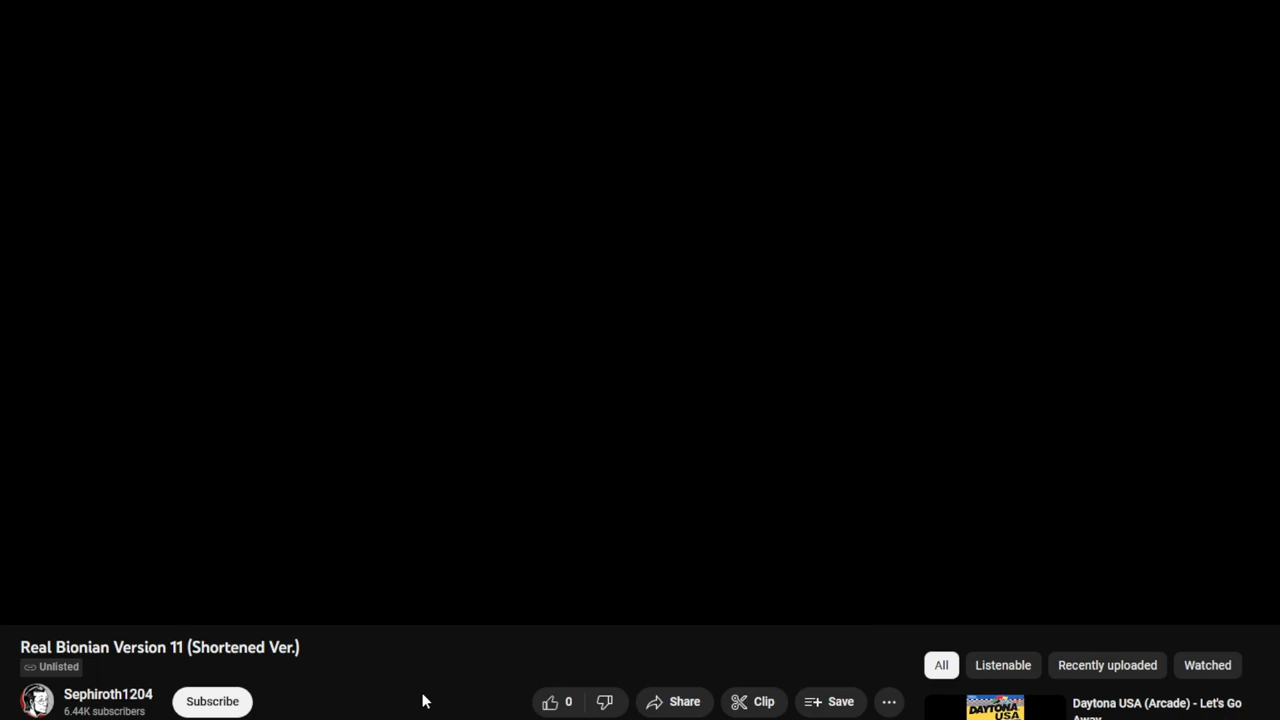 Real Bionian Version 11 (Shortened Ver.)
Unlisted
Sephiroth1204
6.44K subscribers
Subscribe
0
Share
Clip
Save
All
Listenable
Recently uploaded
Watched
DAYTONA
USA
Daytona USA (Arcade) - Let's Go
Away